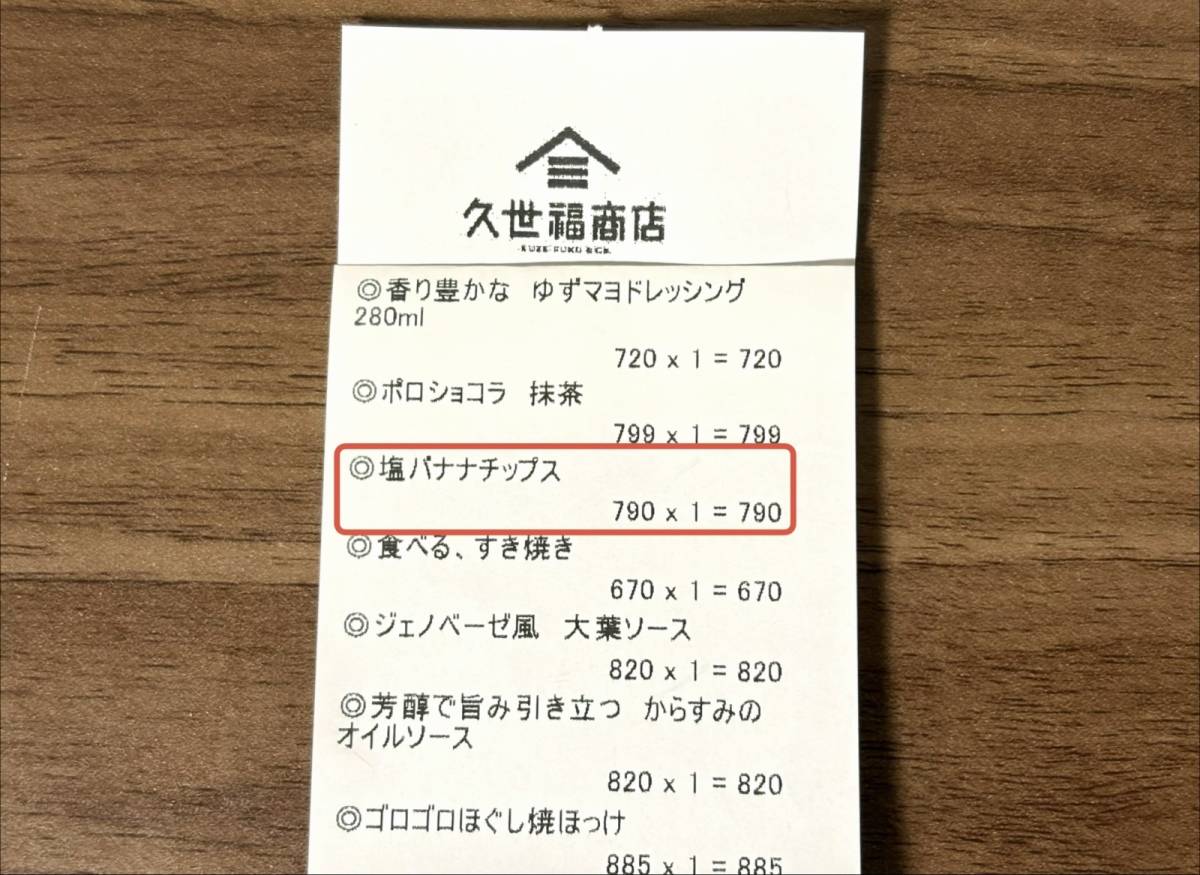 久世福商店
◎香り豊かな ゆずマヨドレッシング
280ml
720 x 1 = 720
◎ポロショコラ 抹茶
799 x 1 = 799
◎塩バナナチップス
790 x 1 = 790
◎食べる、すき焼き
670 x 1 = 670
◎ジェノベーゼ風 大葉ソース
820 x 1 = 820
◎芳醇で旨み引き立つ からすみの
オイルソース
820 x 1 = 820
◎ゴロゴロほぐし焼ほっけ
885 x 1 = 885